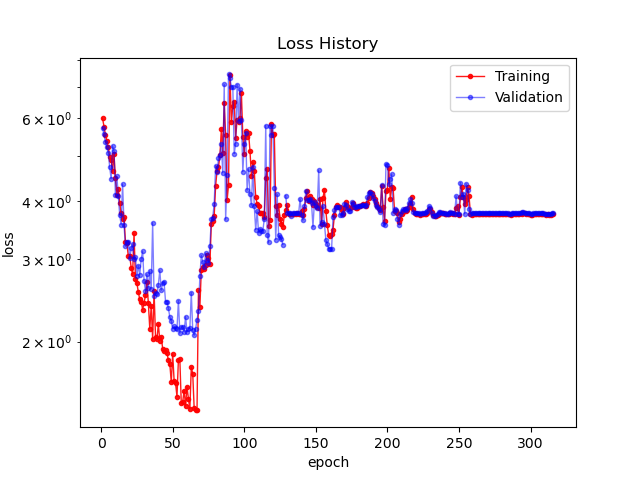 Loss History
Training
Validation
6 × 10⁰
4 × 10⁰
3 × 10⁰
2 × 10⁰
loss
0 50 100 150 200 250 300
epoch